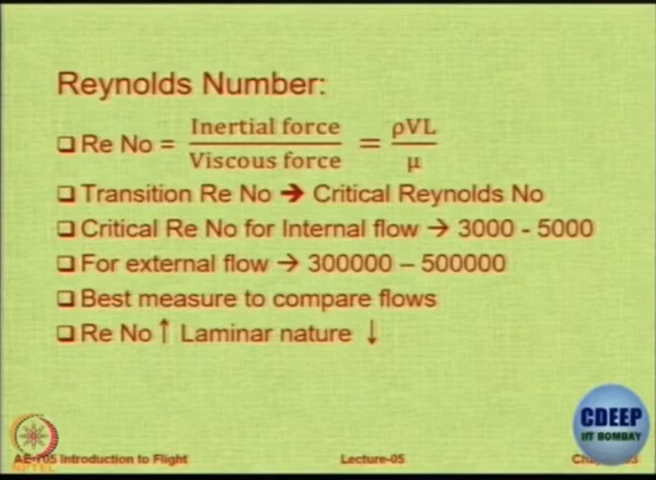 Reynolds Number:
❑ Re No = Inertial force / Viscous force = ρVL / μ
❑ Transition Re No → Critical Reynolds No
❑ Critical Re No for Internal flow → 3000 - 5000
❑ For external flow → 300000 – 500000
❑ Best measure to compare flows
❑ Re No ↑ Laminar nature ↓
CDEEP
IIT BOMBAY
NPTEL
Introduction to Flight
Lecture-05